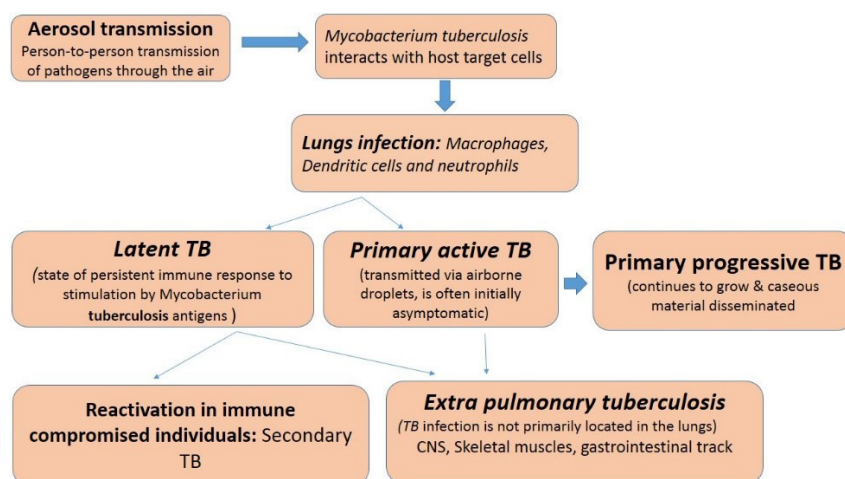 Aerosol transmission
Person-to-person transmission
of pathogens through the air
Mycobacterium tuberculosis
interacts with host target cells
Lungs infection: Macrophages,
Dendritic cells and neutrophils
Latent TB
(state of persistent immune response to
stimulation by Mycobacterium
tuberculosis antigens )
Primary active TB
(transmitted via airborne
droplets, is often initially
asymptomatic)
Primary progressive TB
(continues to grow & caseous
material disseminated
Reactivation in immune
compromised individuals: Secondary
TB
Extra pulmonary tuberculosis
(TB infection is not primarily located in the lungs)
CNS, Skeletal muscles, gastrointestinal track